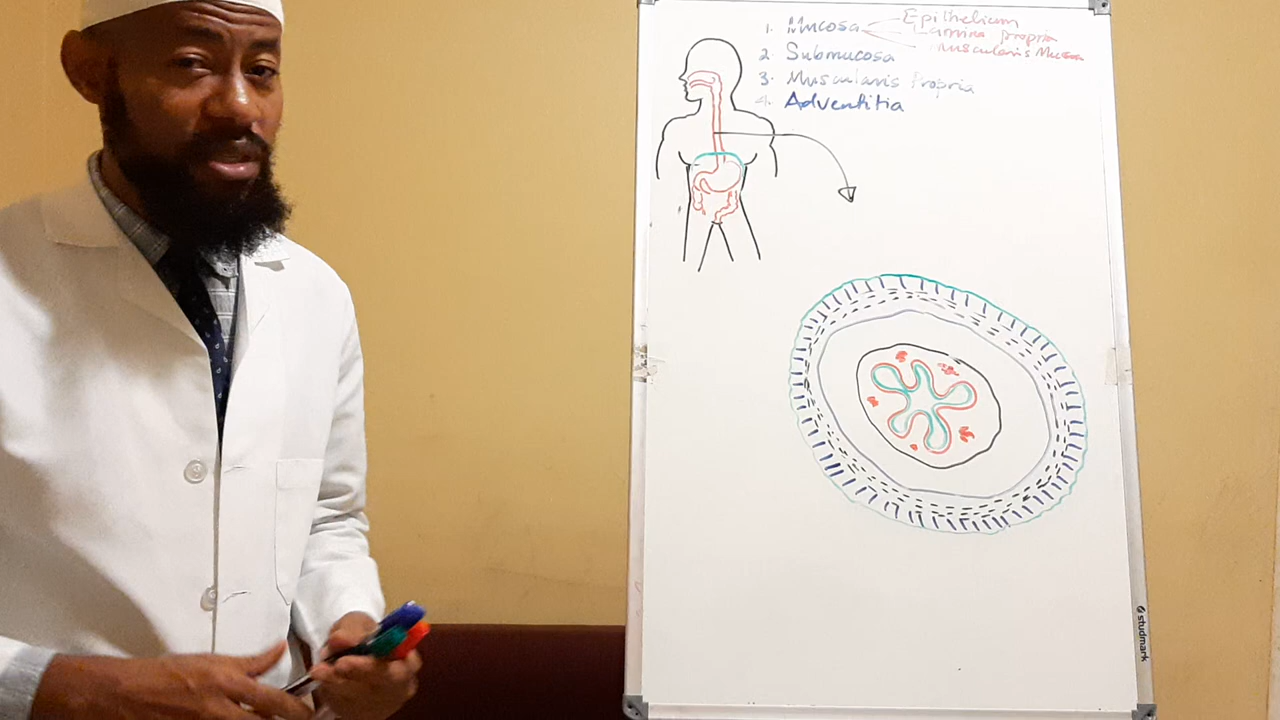 1. Mucosa Epithelium
Lamina propria
Muscularis Mucosa
2. Submucosa
3. Muscularis Propria
4. Adventitia
studmark